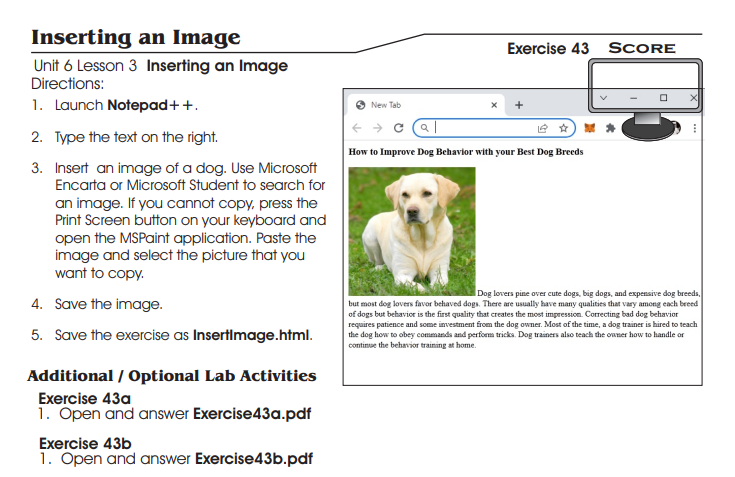 Inserting an Image
Exercise 43 SCORE
Unit 6 Lesson 3 Inserting an Image
Directions:
1. Launch Notepad++.
2. Type the text on the right.
3. Insert an image of a dog. Use Microsoft
Encarta or Microsoft Student to search for
an image. If you cannot copy, press the
Print Screen button on your keyboard and
open the MSPaint application. Paste the
image and select the picture that you
want to copy.
4. Save the image.
5. Save the exercise as InsertImage.html.
Additional / Optional Lab Activities
Exercise 43a
1. Open and answer Exercise43a.pdf
Exercise 43b
1. Open and answer Exercise43b.pdf
New Tab
How to Improve Dog Behavior with your Best Dog Breeds
Dog lovers pine over cute dogs, big dogs, and expensive dog breeds,
but most dog lovers favor behaved dogs. There are usually have many qualities that vary among each breed
of dogs but behavior is the first quality that creates the most impression. Correcting bad dog behavior
requires patience and some investment from the dog owner. Most of the time, a dog trainer is hired to teach
the dog how to obey commands and perform tricks. Dog trainers also teach the owner how to handle or
continue the behavior training at home.